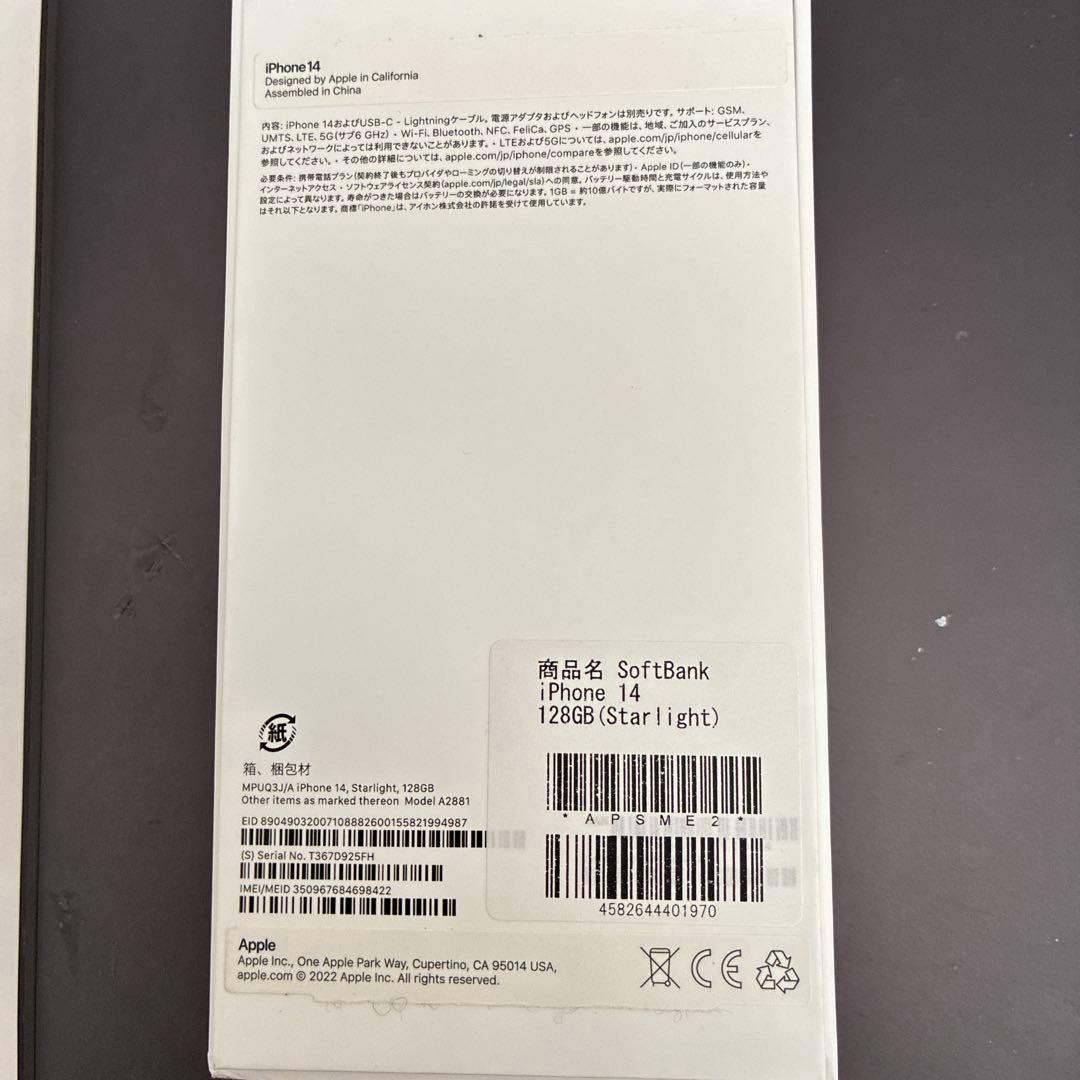 iPhone 14
Designed by Apple in California
Assembled in China
内容: iPhone 14およびUSB-C - Lightningケーブル。電源アダプタおよびヘッドフォンは別売りです。サポート: GSM,
UMTS, LTE, 5G(サブ6 GHz)・Wi-Fi, Bluetooth, NFC, FeliCa, GPS・一部の機能は、地域、ご加入のサービスプラン、
およびネットワークによっては利用できないことがあります。・LTEおよび5Gについては、apple.com/jp/iphone/cellularを
参照してください。・その他の詳細については、apple.com/jp/iphone/compareを参照してください。
必要条件: 携帯電話プラン(契約終了後もプロバイダやローミングの切り替えが制限されることがあります)・Apple ID(一部の機能のみ)・
インターネットアクセス・ソフトウェアライセンス契約(apple.com/jp/legal/sla)への同意。バッテリー駆動時間と充電サイクルは、使用方法や
設定によって異なります。寿命がつきた場合はバッテリーの交換が必要になります。1GB = 約10億バイトですが、実際にフォーマットされた容量
はそれ以下となります。商標「iPhone」は、アイホン株式会社の許諾を受けて使用しています。
商品名 SoftBank
iPhone 14
128GB(Starlight)
* A P S M E 2 *
4582644401970
紙
箱、梱包材
MPUQ3J/A iPhone 14, Starlight, 128GB
Other items as marked thereon Model A2881
EID 89049032007108882600155821994987
(S) Serial No. T367D925FH
IMEI/MEID 350967684698422
Apple
Apple Inc., One Apple Park Way, Cupertino, CA 95014 USA,
apple.com © 2022 Apple Inc. All rights reserved.